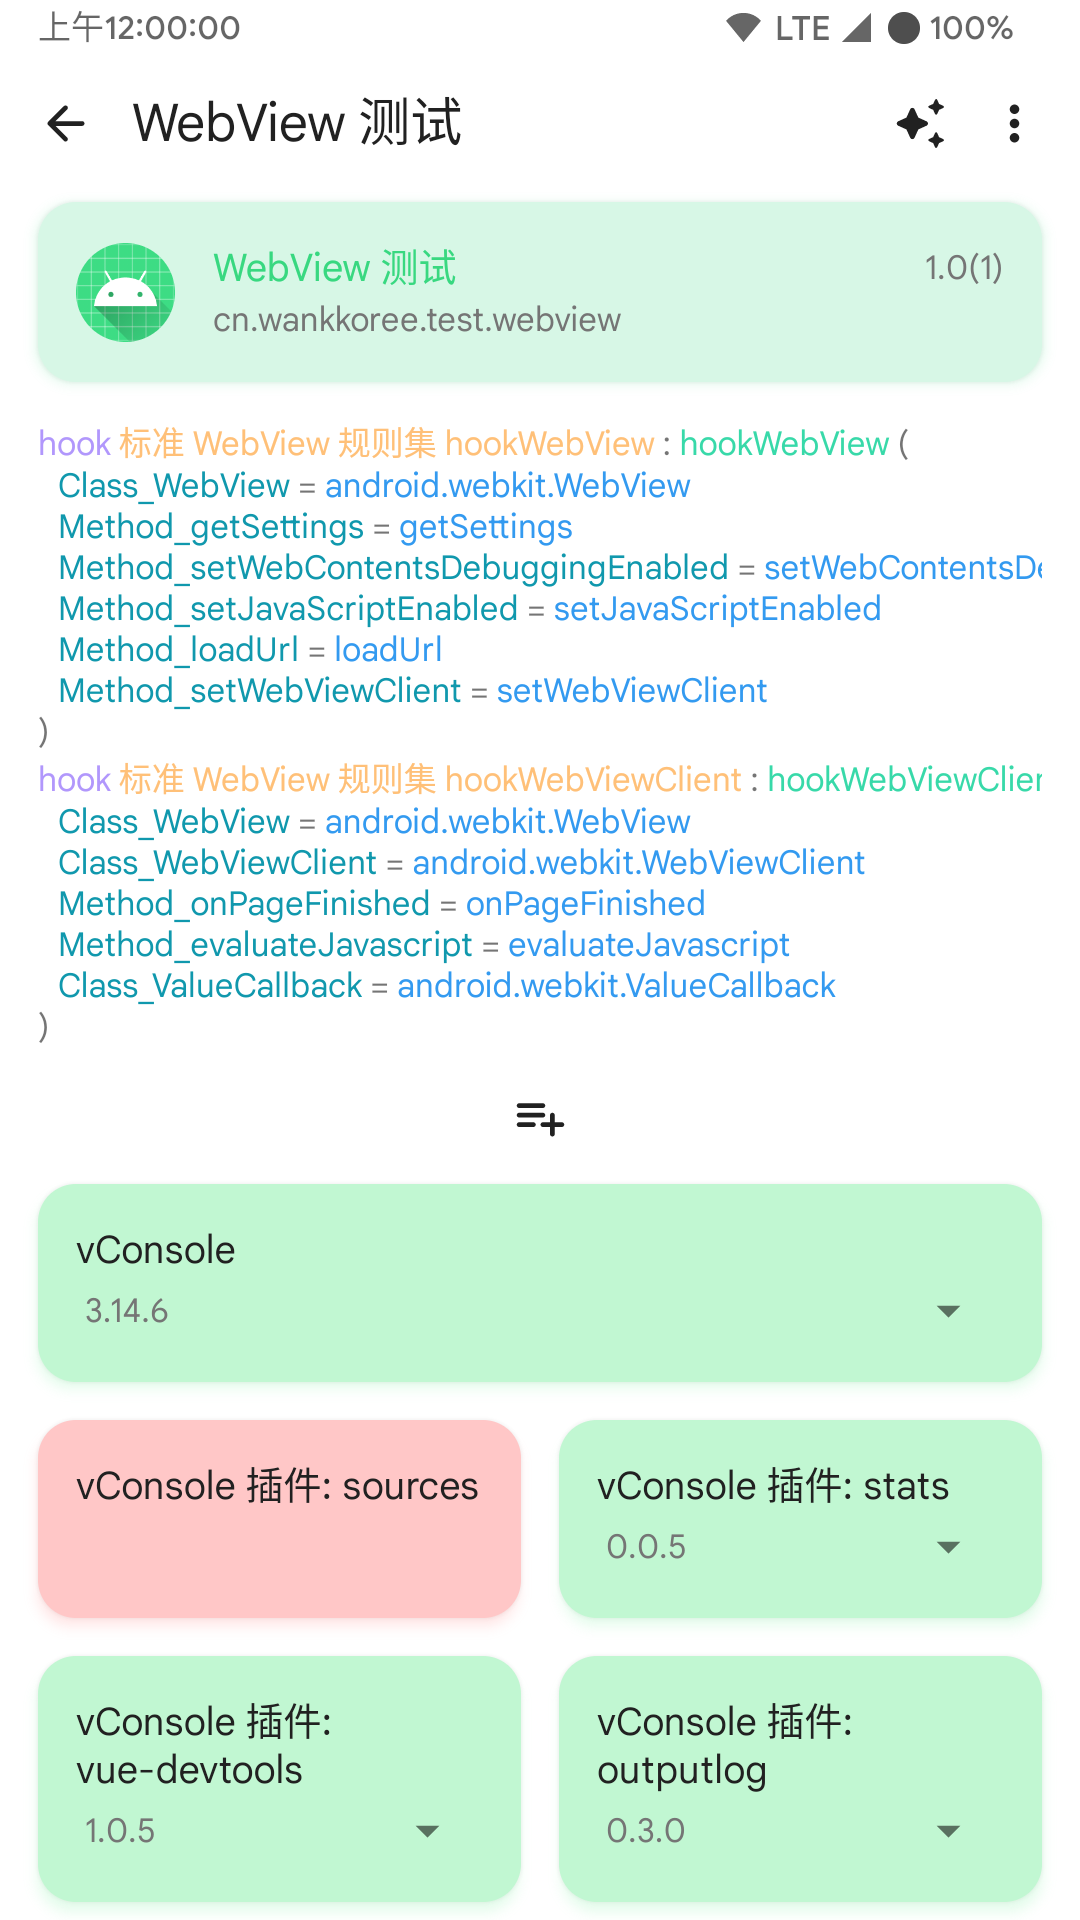 上午12:00:00 LTE 100%
WebView 测试
WebView 测试 1.0(1)
cn.wankkoree.test.webview
hook 标准 WebView 规则集 hookWebView : hookWebView (
Class_WebView = android.webkit.WebView
Method_getSettings = getSettings
Method_setWebContentsDebuggingEnabled = setWebContentsDe
Method_setJavaScriptEnabled = setJavaScriptEnabled
Method_loadUrl = loadUrl
Method_setWebViewClient = setWebViewClient
)
hook 标准 WebView 规则集 hookWebViewClient : hookWebViewClien
Class_WebView = android.webkit.WebView
Class_WebViewClient = android.webkit.WebViewClient
Method_onPageFinished = onPageFinished
Method_evaluateJavascript = evaluateJavascript
Class_ValueCallback = android.webkit.ValueCallback
)
vConsole
3.14.6
vConsole 插件: sources
vConsole 插件: stats
0.0.5
vConsole 插件:
vue-devtools
1.0.5
vConsole 插件:
outputlog
0.3.0